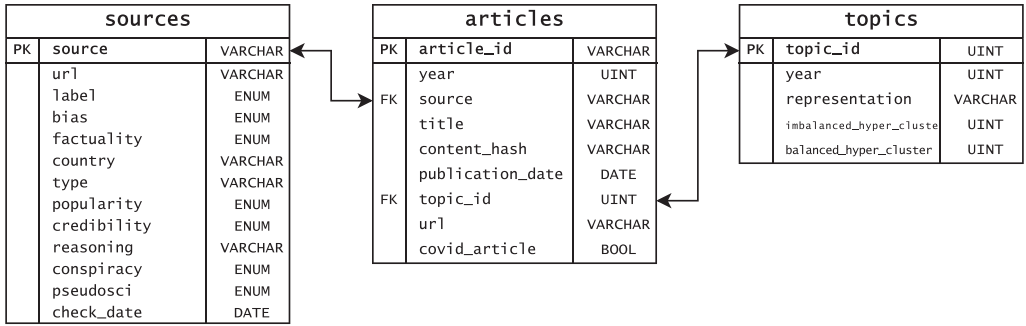 sources
PK source VARCHAR
url VARCHAR
label ENUM
bias ENUM
factuality ENUM
country VARCHAR
type VARCHAR
popularity ENUM
credibility ENUM
reasoning VARCHAR
conspiracy ENUM
pseudosci ENUM
check_date DATE
articles
PK article_id VARCHAR
year UINT
FK source VARCHAR
title VARCHAR
content_hash VARCHAR
publication_date DATE
FK topic_id UINT
url VARCHAR
covid_article BOOL
topics
PK topic_id UINT
year UINT
representation VARCHAR
imbalanced_hyper_cluste UINT
balanced_hyper_cluster UINT